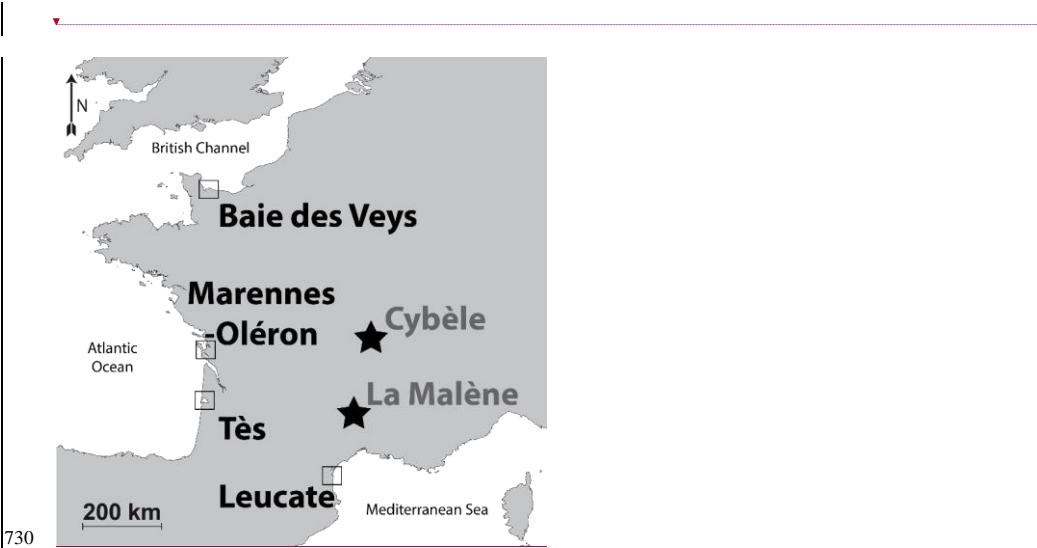 N
British Channel
Baie des Veys
Marennes
-Oléron
Cybèle
Atlantic
Ocean
La Malène
Tès
Leucate
Mediterranean Sea
200 km
730